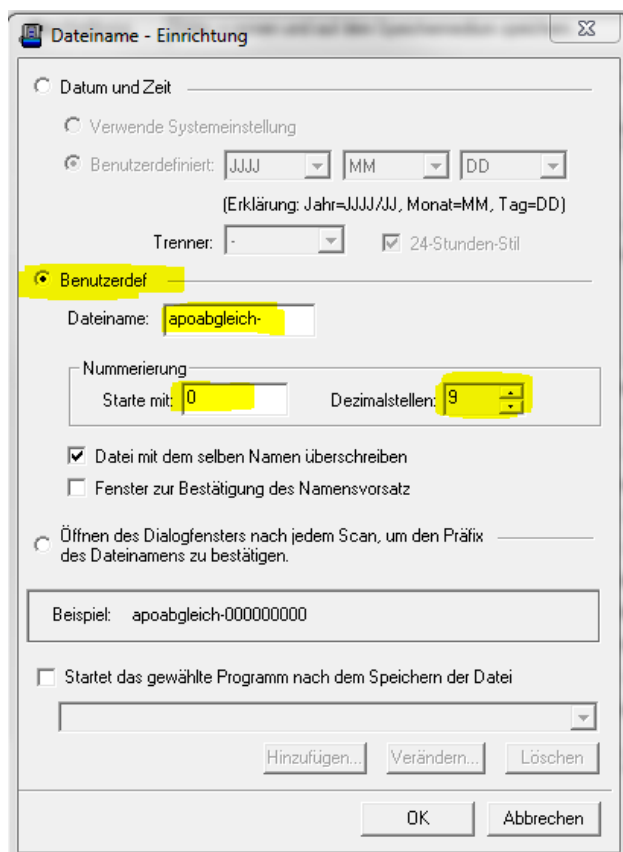 Dateiname - Einrichtung
Datum und Zeit
Verwende Systemeinstellung
Benutzerdefiniert: JJJJ MM DD
(Erklärung: Jahr=JJJJ/JJ, Monat=MM, Tag=DD)
Trenner: - 24-Stunden-Stil
Benutzerdef
Dateiname: apoabgleich-
Nummerierung
Starte mit: 0 Dezimalstellen: 9
Datei mit dem selben Namen überschreiben
Fenster zur Bestätigung des Namensvorsatz
Öffnen des Dialogfensters nach jedem Scan, um den Präfix
des Dateinamens zu bestätigen.
Beispiel: apoabgleich-000000000
Startet das gewählte Programm nach dem Speichern der Datei
Hinzufügen... Verändern... Löschen
OK Abbrechen